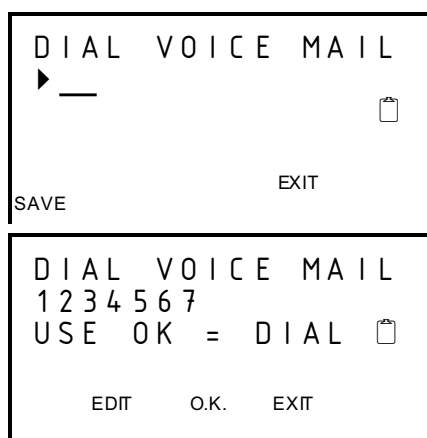 DIAL VOICE MAIL
EXIT
SAVE
DIAL VOICE MAIL
1234567
USE OK = DIAL
EDIT O.K. EXIT